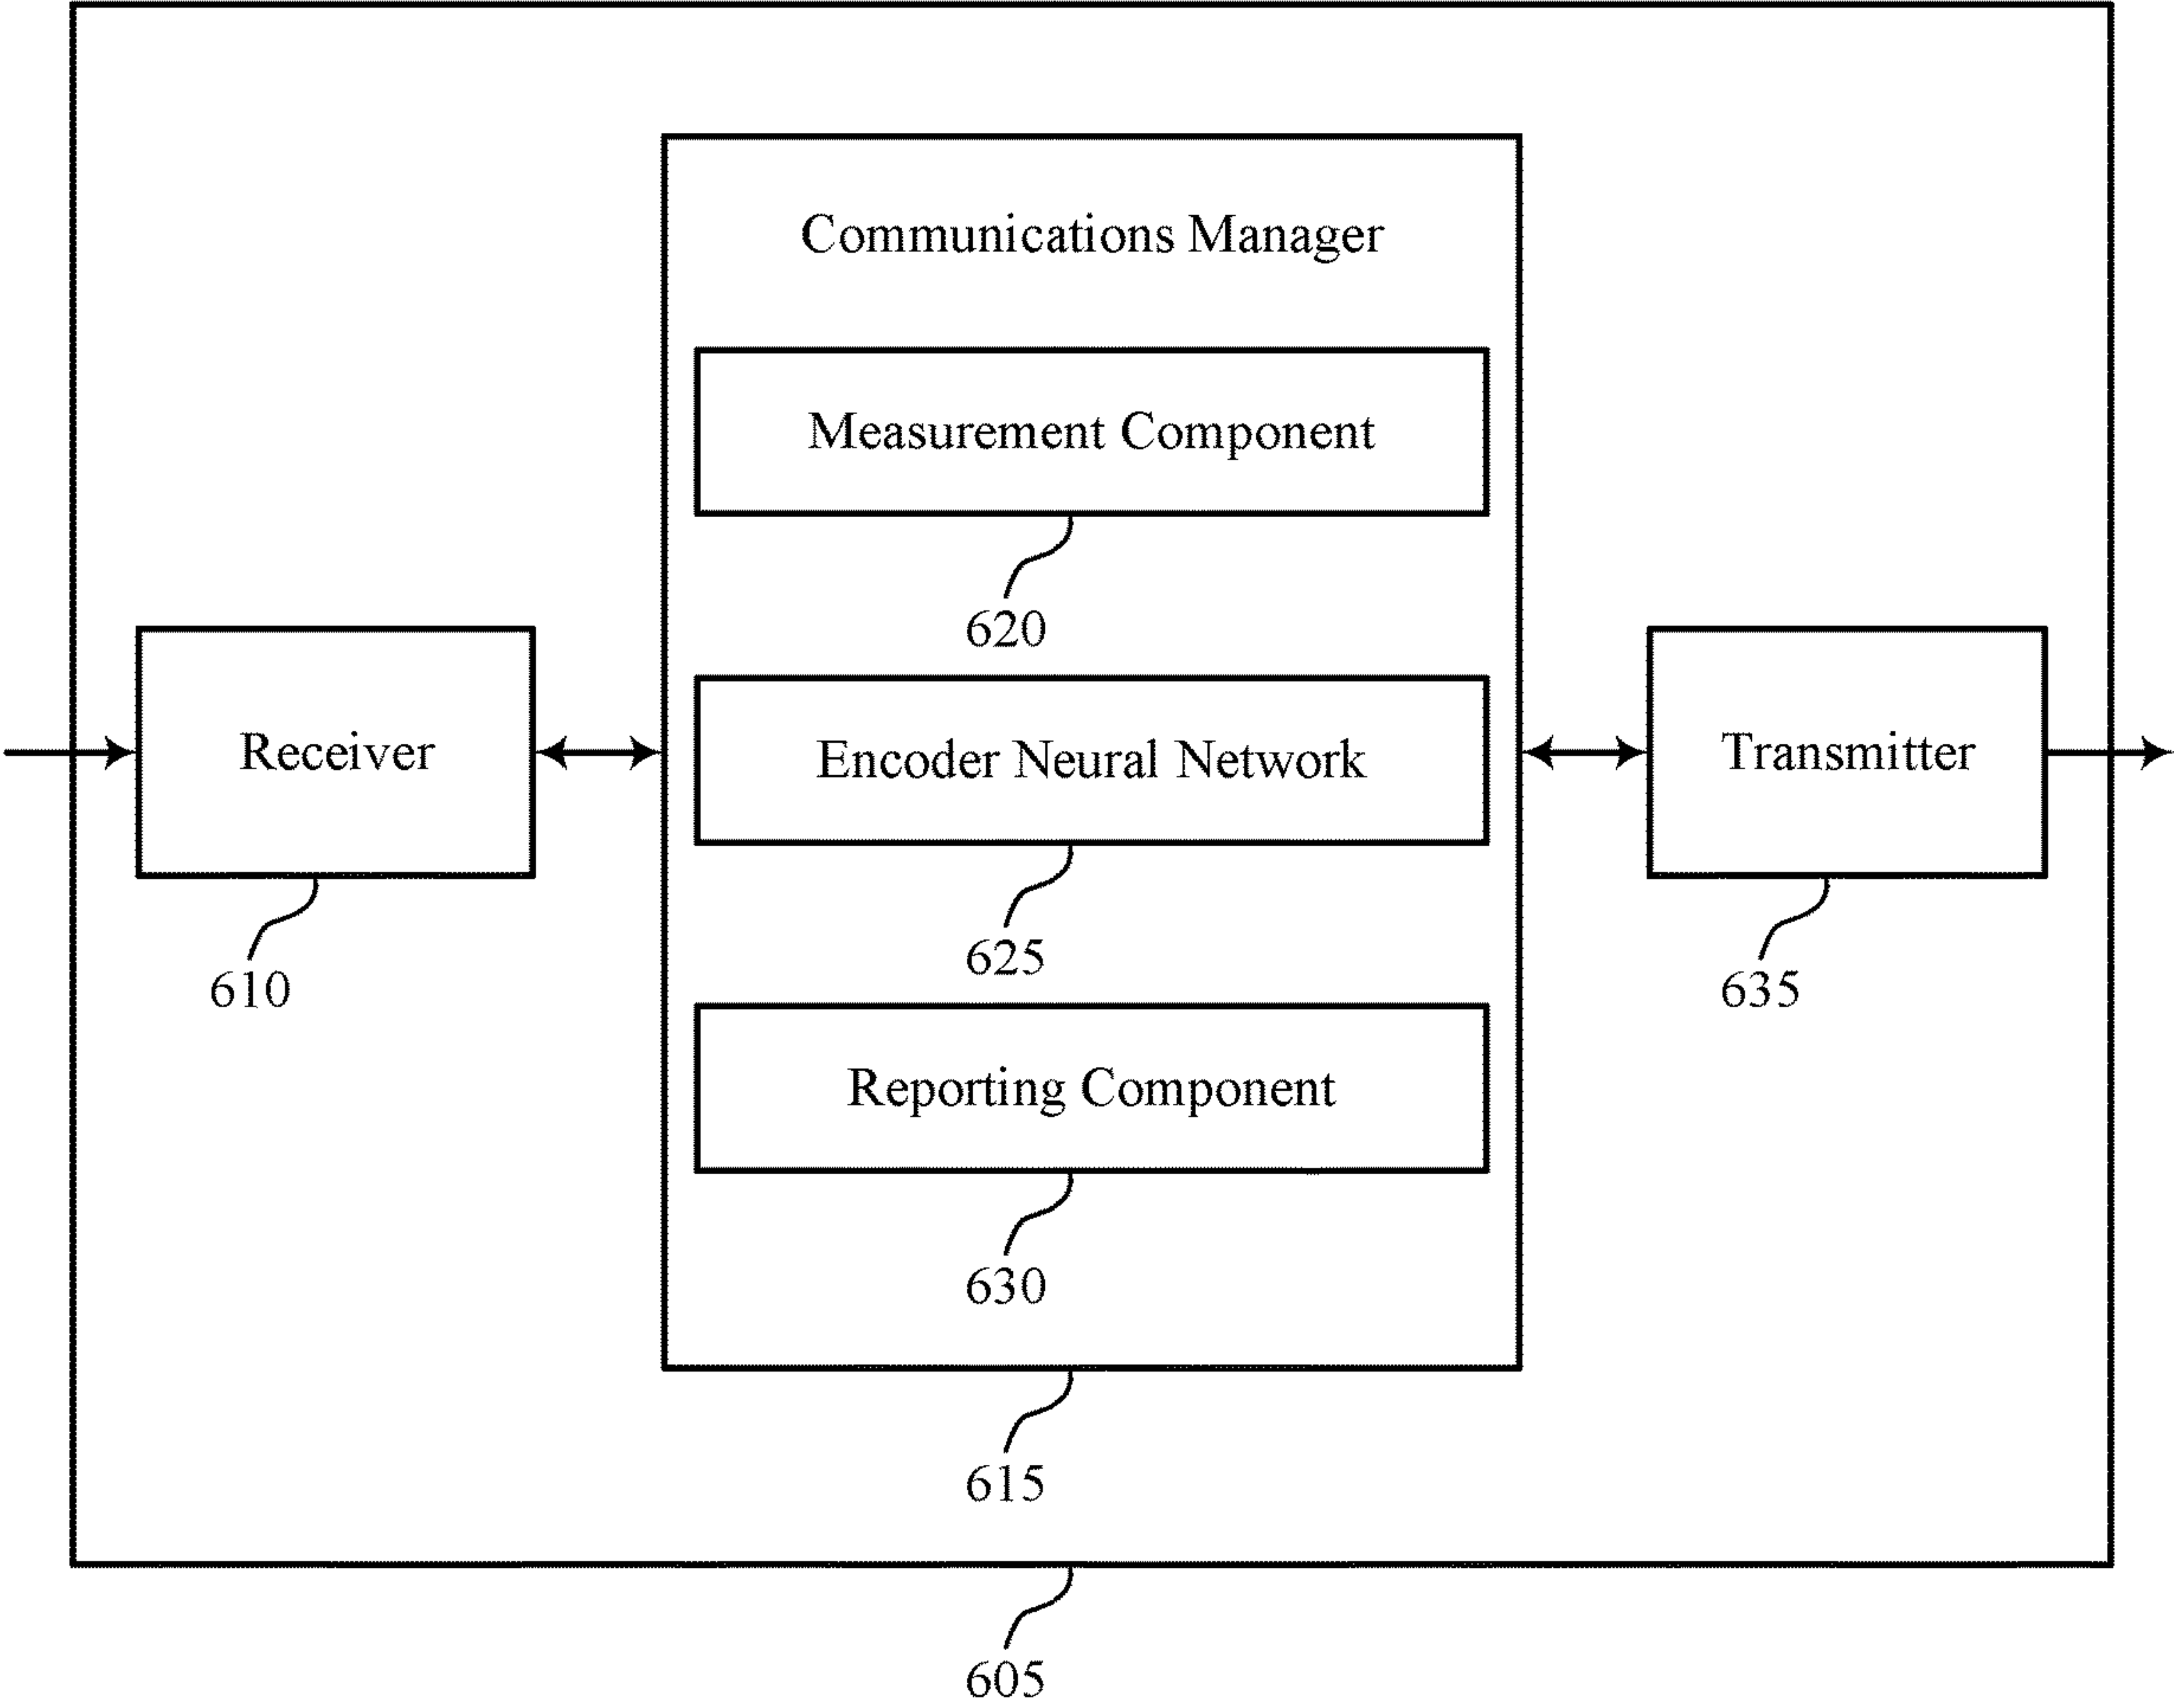 Communications Manager
Measurement Component
620
Receiver
Encoder Neural Network
Transmitter
610
625
635
Reporting Component
630
615
605